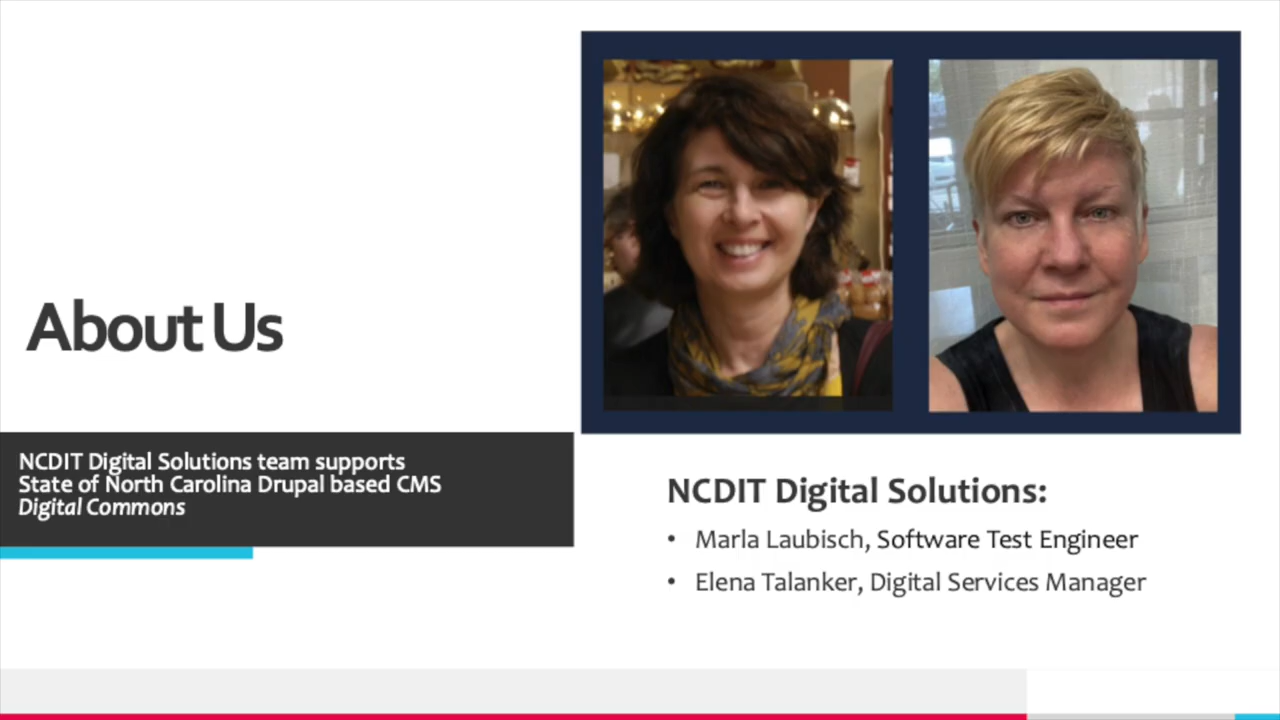 About Us
NCDIT Digital Solutions team supports
State of North Carolina Drupal based CMS
Digital Commons
NCDIT Digital Solutions:
• Marla Laubisch, Software Test Engineer
• Elena Talanker, Digital Services Manager